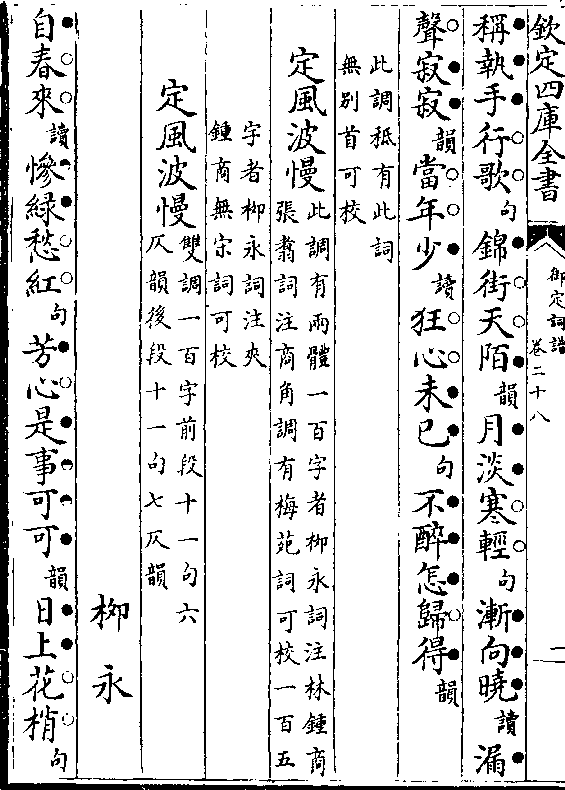 欽定四庫全書
御定詞譜
卷二十八
二
稱執手行歌句錦街天陌韻月淡寒輕句漸向曉讀漏
聲寂寂韻當年少讀狂心未已句不醉怎歸得韻
此調祗有此詞
無别首可校
定風波慢
此調有兩體一百字者柳永詞注林鍾商
張翥詞注商角調有梅苑詞可校一百五
字者柳永詞注夾
鍾商無宋詞可校
定風波慢
雙調一百字前段十一句六
仄韻後段十一句七仄韻
柳永
自春來讀慘緑愁紅句芳心是事可可韻日上花梢句